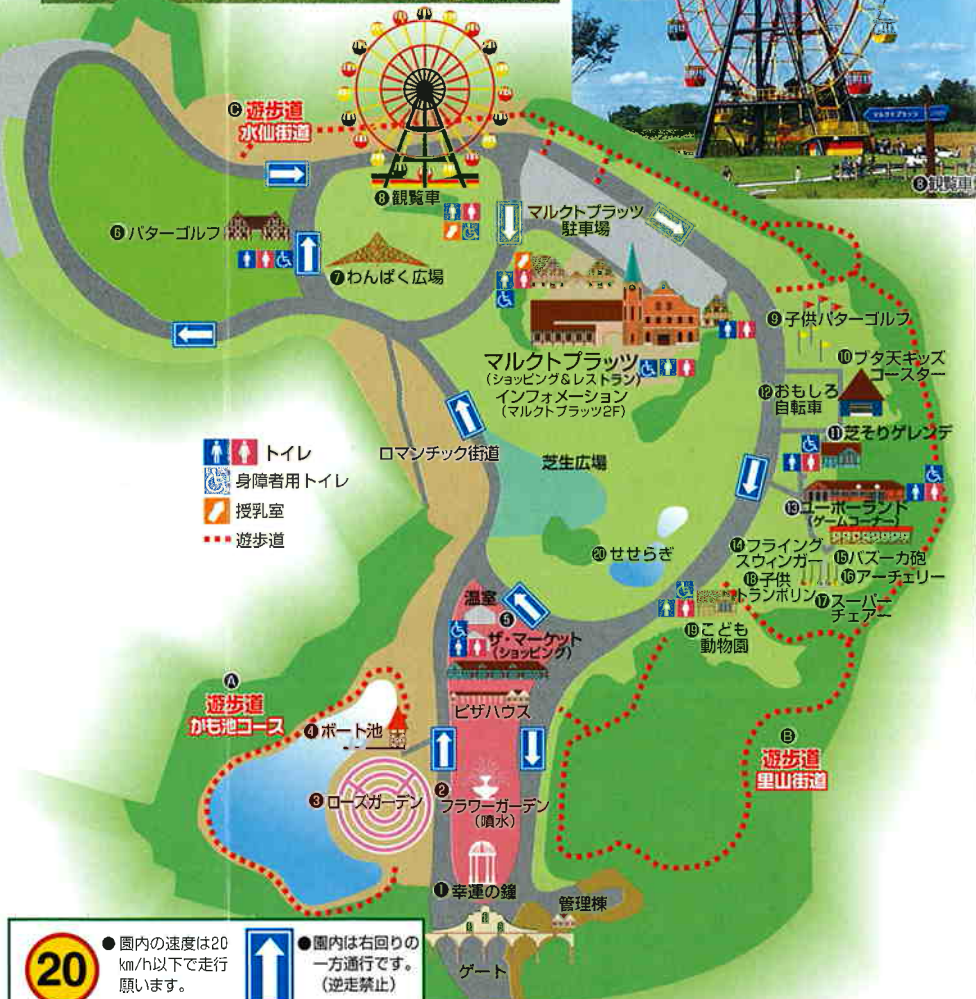 マルクトプラッツ
❽観覧車
Ⓒ 遊歩道
水仙街道
❽観覧車
マルクトプラッツ
駐車場
❻パターゴルフ
❼わんぱく広場
❾子供パターゴルフ
マルクトプラッツ
(ショッピング&レストラン)
インフォメーション
(マルクトプラッツ2F)
❿ブタ天キッズ
コースター
⓬おもしろ
自転車
⓫芝そりゲレンデ
トイレ
身障者用トイレ
授乳室
遊歩道
ロマンチック街道
芝生広場
⓭ユーポーランド
(ゲームコーナー)
⓴せせらぎ
⓮フライング
スウィンガー
⓯バズーカ砲
⓰アーチェリー
⓲子供
トランポリン
⓱スーパー
チェアー
⓳こども
動物園
温室
❺
ザ・マーケット
(ショッピング)
ピザハウス
Ⓐ
遊歩道
かも池コース
❹ボート池
Ⓑ
遊歩道
里山街道
❸ローズガーデン
❷
フラワーガーデン
(噴水)
❶幸運の鐘
管理棟
ゲート
20
●園内の速度は20
km/h以下で走行
願います。
●園内は右回りの
一方通行です。
(逆走禁止)